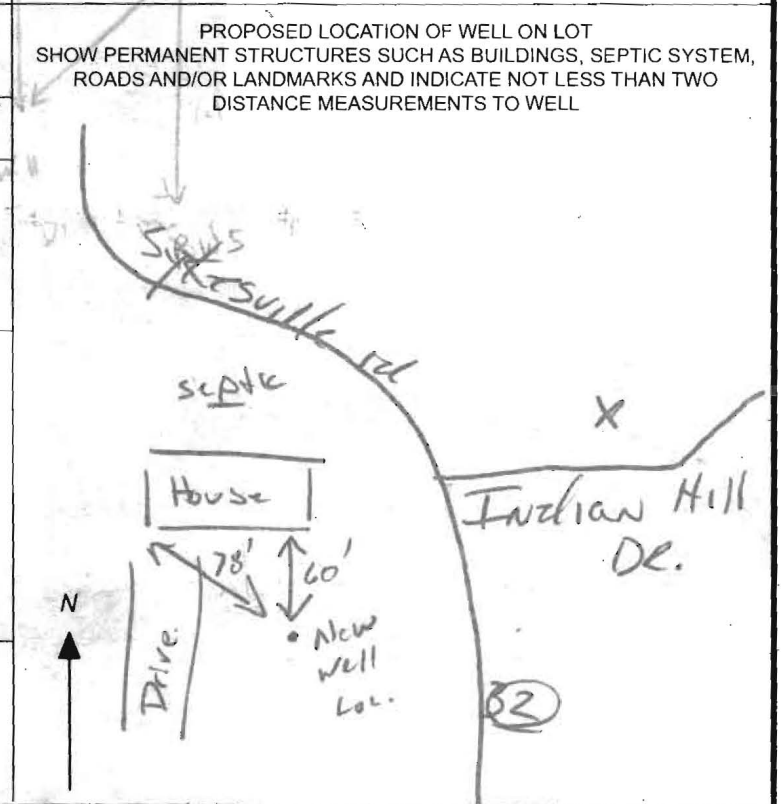 PROPOSED LOCATION OF WELL ON LOT
SHOW PERMANENT STRUCTURES SUCH AS BUILDINGS, SEPTIC SYSTEM,
ROADS AND/OR LANDMARKS AND INDICATE NOT LESS THAN TWO
DISTANCE MEASUREMENTS TO WELL
Sykesville rd
septic
X
House
Indian Hill
Dr.
78'
60'
N
Drive
New
well
Loc.
32